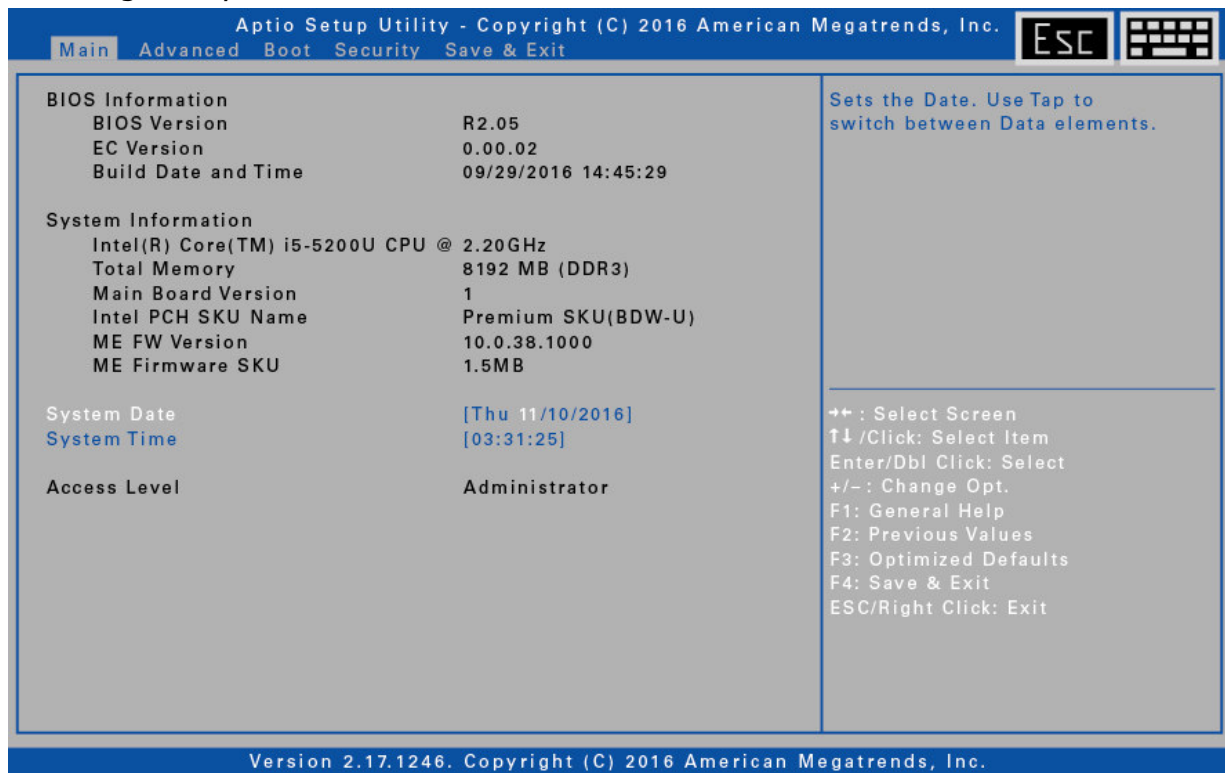 Aptio Setup Utility - Copyright (C) 2016 American Megatrends, Inc.
Main Advanced Boot Security Save & Exit
Esc
BIOS Information
BIOS Version R2.05
EC Version 0.00.02
Build Date and Time 09/29/2016 14:45:29
System Information
Intel(R) Core(TM) i5-5200U CPU @ 2.20GHz
Total Memory 8192 MB (DDR3)
Main Board Version 1
Intel PCH SKU Name Premium SKU(BDW-U)
ME FW Version 10.0.38.1000
ME Firmware SKU 1.5MB
System Date [Thu 11/10/2016]
System Time [03:31:25]
Access Level Administrator
Sets the Date. Use Tap to
switch between Data elements.
→← : Select Screen
↑↓ /Click: Select Item
Enter/Dbl Click: Select
+/– : Change Opt.
F1: General Help
F2: Previous Values
F3: Optimized Defaults
F4: Save & Exit
ESC/Right Click: Exit
Version 2.17.1246. Copyright (C) 2016 American Megatrends, Inc.